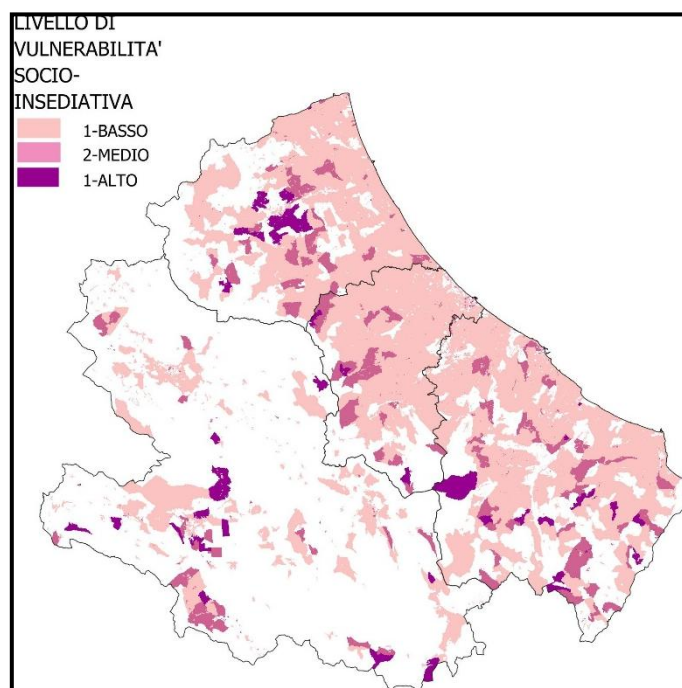 LIVELLO DI
VULNERABILITA'
SOCIO-
INSEDIATIVA
1-BASSO
2-MEDIO
1-ALTO